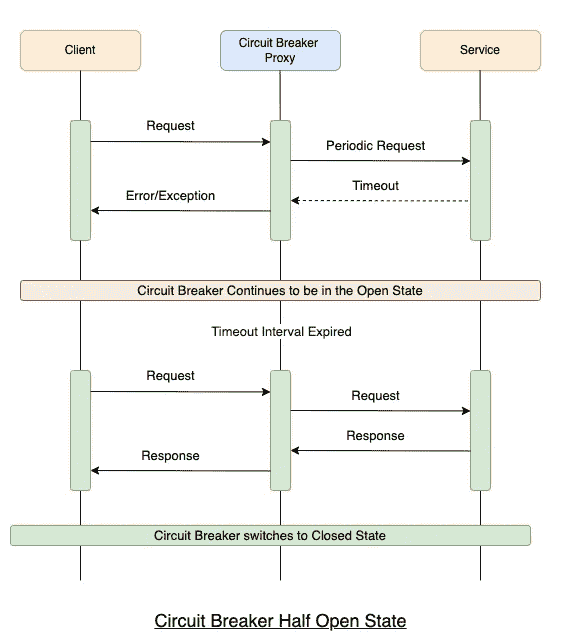 Client
Circuit Breaker
Proxy
Service
Request
Periodic Request
Timeout
Error/Exception
Circuit Breaker Continues to be in the Open State
Timeout Interval Expired
Request
Request
Response
Response
Circuit Breaker switches to Closed State
Circuit Breaker Half Open State